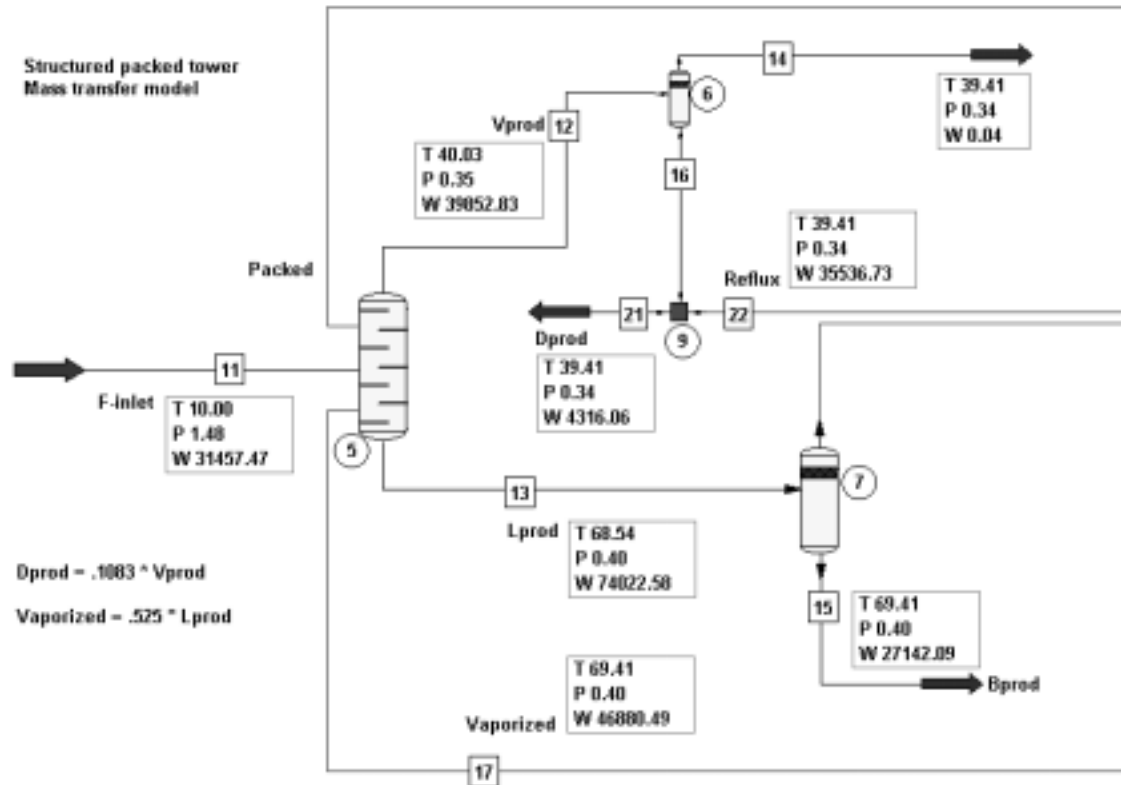 Structured packed tower
Mass transfer model
14
6
T 39.41
P 0.34
W 0.04
Vprod
12
T 40.03
P 0.35
W 39852.83
16
T 39.41
P 0.34
W 35536.73
Packed
Reflux
21
22
9
Dprod
T 39.41
P 0.34
W 4316.06
11
F-inlet
T 10.00
P 1.48
W 31457.47
5
7
13
Lprod
T 68.54
P 0.40
W 74022.58
Dprod = .1083 * Vprod
Vaporized = .525 * Lprod
15
T 69.41
P 0.40
W 27142.09
Bprod
T 69.41
P 0.40
W 46880.49
Vaporized
17